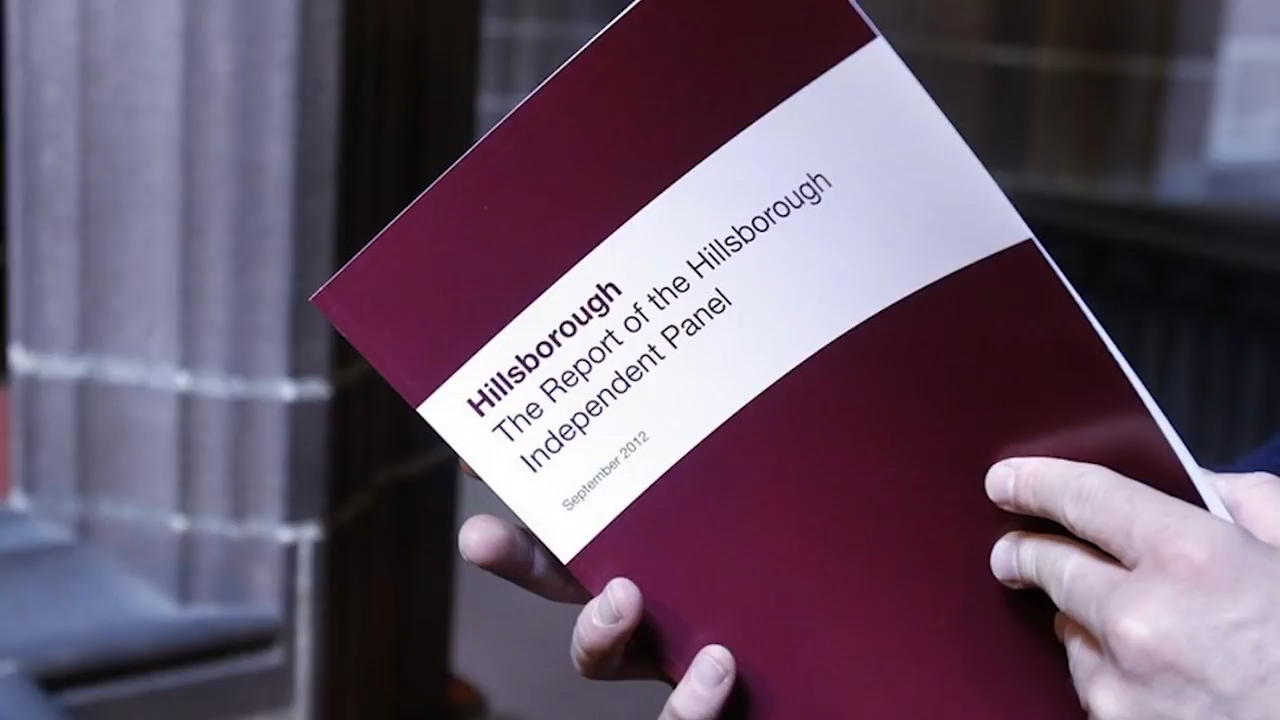 Hillsborough
The Report of the Hillsborough
Independent Panel
September 2012